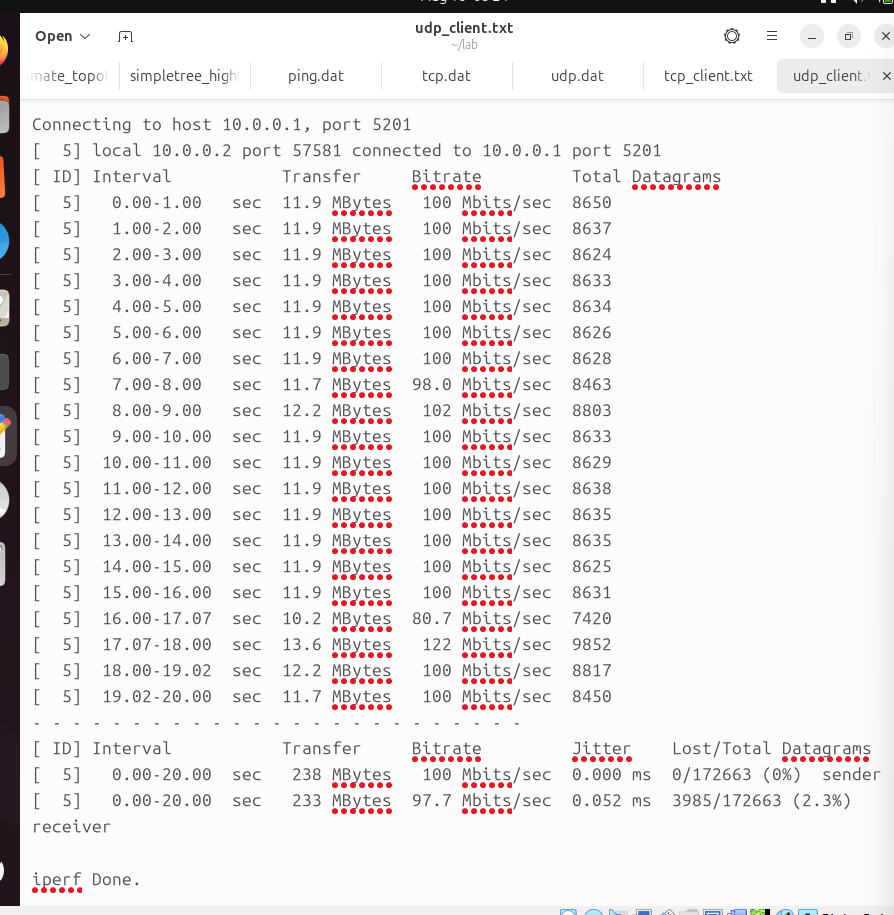 udp_client.txt
Open
~/lab
simpletree_high
ping.dat
tcp.dat
udp.dat
tcp_client.txt
udp_client.
Connecting to host 10.0.0.1, port 5201
[  5] local 10.0.0.2 port 57581 connected to 10.0.0.1 port 5201
[ ID] Interval           Transfer     Bitrate         Total Datagrams
[  5]   0.00-1.00   sec  11.9 MBytes   100 Mbits/sec  8650
[  5]   1.00-2.00   sec  11.9 MBytes   100 Mbits/sec  8637
[  5]   2.00-3.00   sec  11.9 MBytes   100 Mbits/sec  8624
[  5]   3.00-4.00   sec  11.9 MBytes   100 Mbits/sec  8633
[  5]   4.00-5.00   sec  11.9 MBytes   100 Mbits/sec  8634
[  5]   5.00-6.00   sec  11.9 MBytes   100 Mbits/sec  8626
[  5]   6.00-7.00   sec  11.9 MBytes   100 Mbits/sec  8628
[  5]   7.00-8.00   sec  11.7 MBytes  98.0 Mbits/sec  8463
[  5]   8.00-9.00   sec  12.2 MBytes   102 Mbits/sec  8803
[  5]   9.00-10.00  sec  11.9 MBytes   100 Mbits/sec  8633
[  5]  10.00-11.00  sec  11.9 MBytes   100 Mbits/sec  8629
[  5]  11.00-12.00  sec  11.9 MBytes   100 Mbits/sec  8638
[  5]  12.00-13.00  sec  11.9 MBytes   100 Mbits/sec  8635
[  5]  13.00-14.00  sec  11.9 MBytes   100 Mbits/sec  8635
[  5]  14.00-15.00  sec  11.9 MBytes   100 Mbits/sec  8625
[  5]  15.00-16.00  sec  11.9 MBytes   100 Mbits/sec  8631
[  5]  16.00-17.07  sec  10.2 MBytes  80.7 Mbits/sec  7420
[  5]  17.07-18.00  sec  13.6 MBytes   122 Mbits/sec  9852
[  5]  18.00-19.02  sec  12.2 MBytes   100 Mbits/sec  8817
[  5]  19.02-20.00  sec  11.7 MBytes   100 Mbits/sec  8450
- - - - - - - - - - - - - - - - - - - - - - - - -
[ ID] Interval           Transfer     Bitrate         Jitter    Lost/Total Datagrams
[  5]   0.00-20.00  sec   238 MBytes   100 Mbits/sec  0.000 ms  0/172663 (0%)  sender
[  5]   0.00-20.00  sec   233 MBytes  97.7 Mbits/sec  0.052 ms  3985/172663 (2.3%)
receiver
iperf Done.